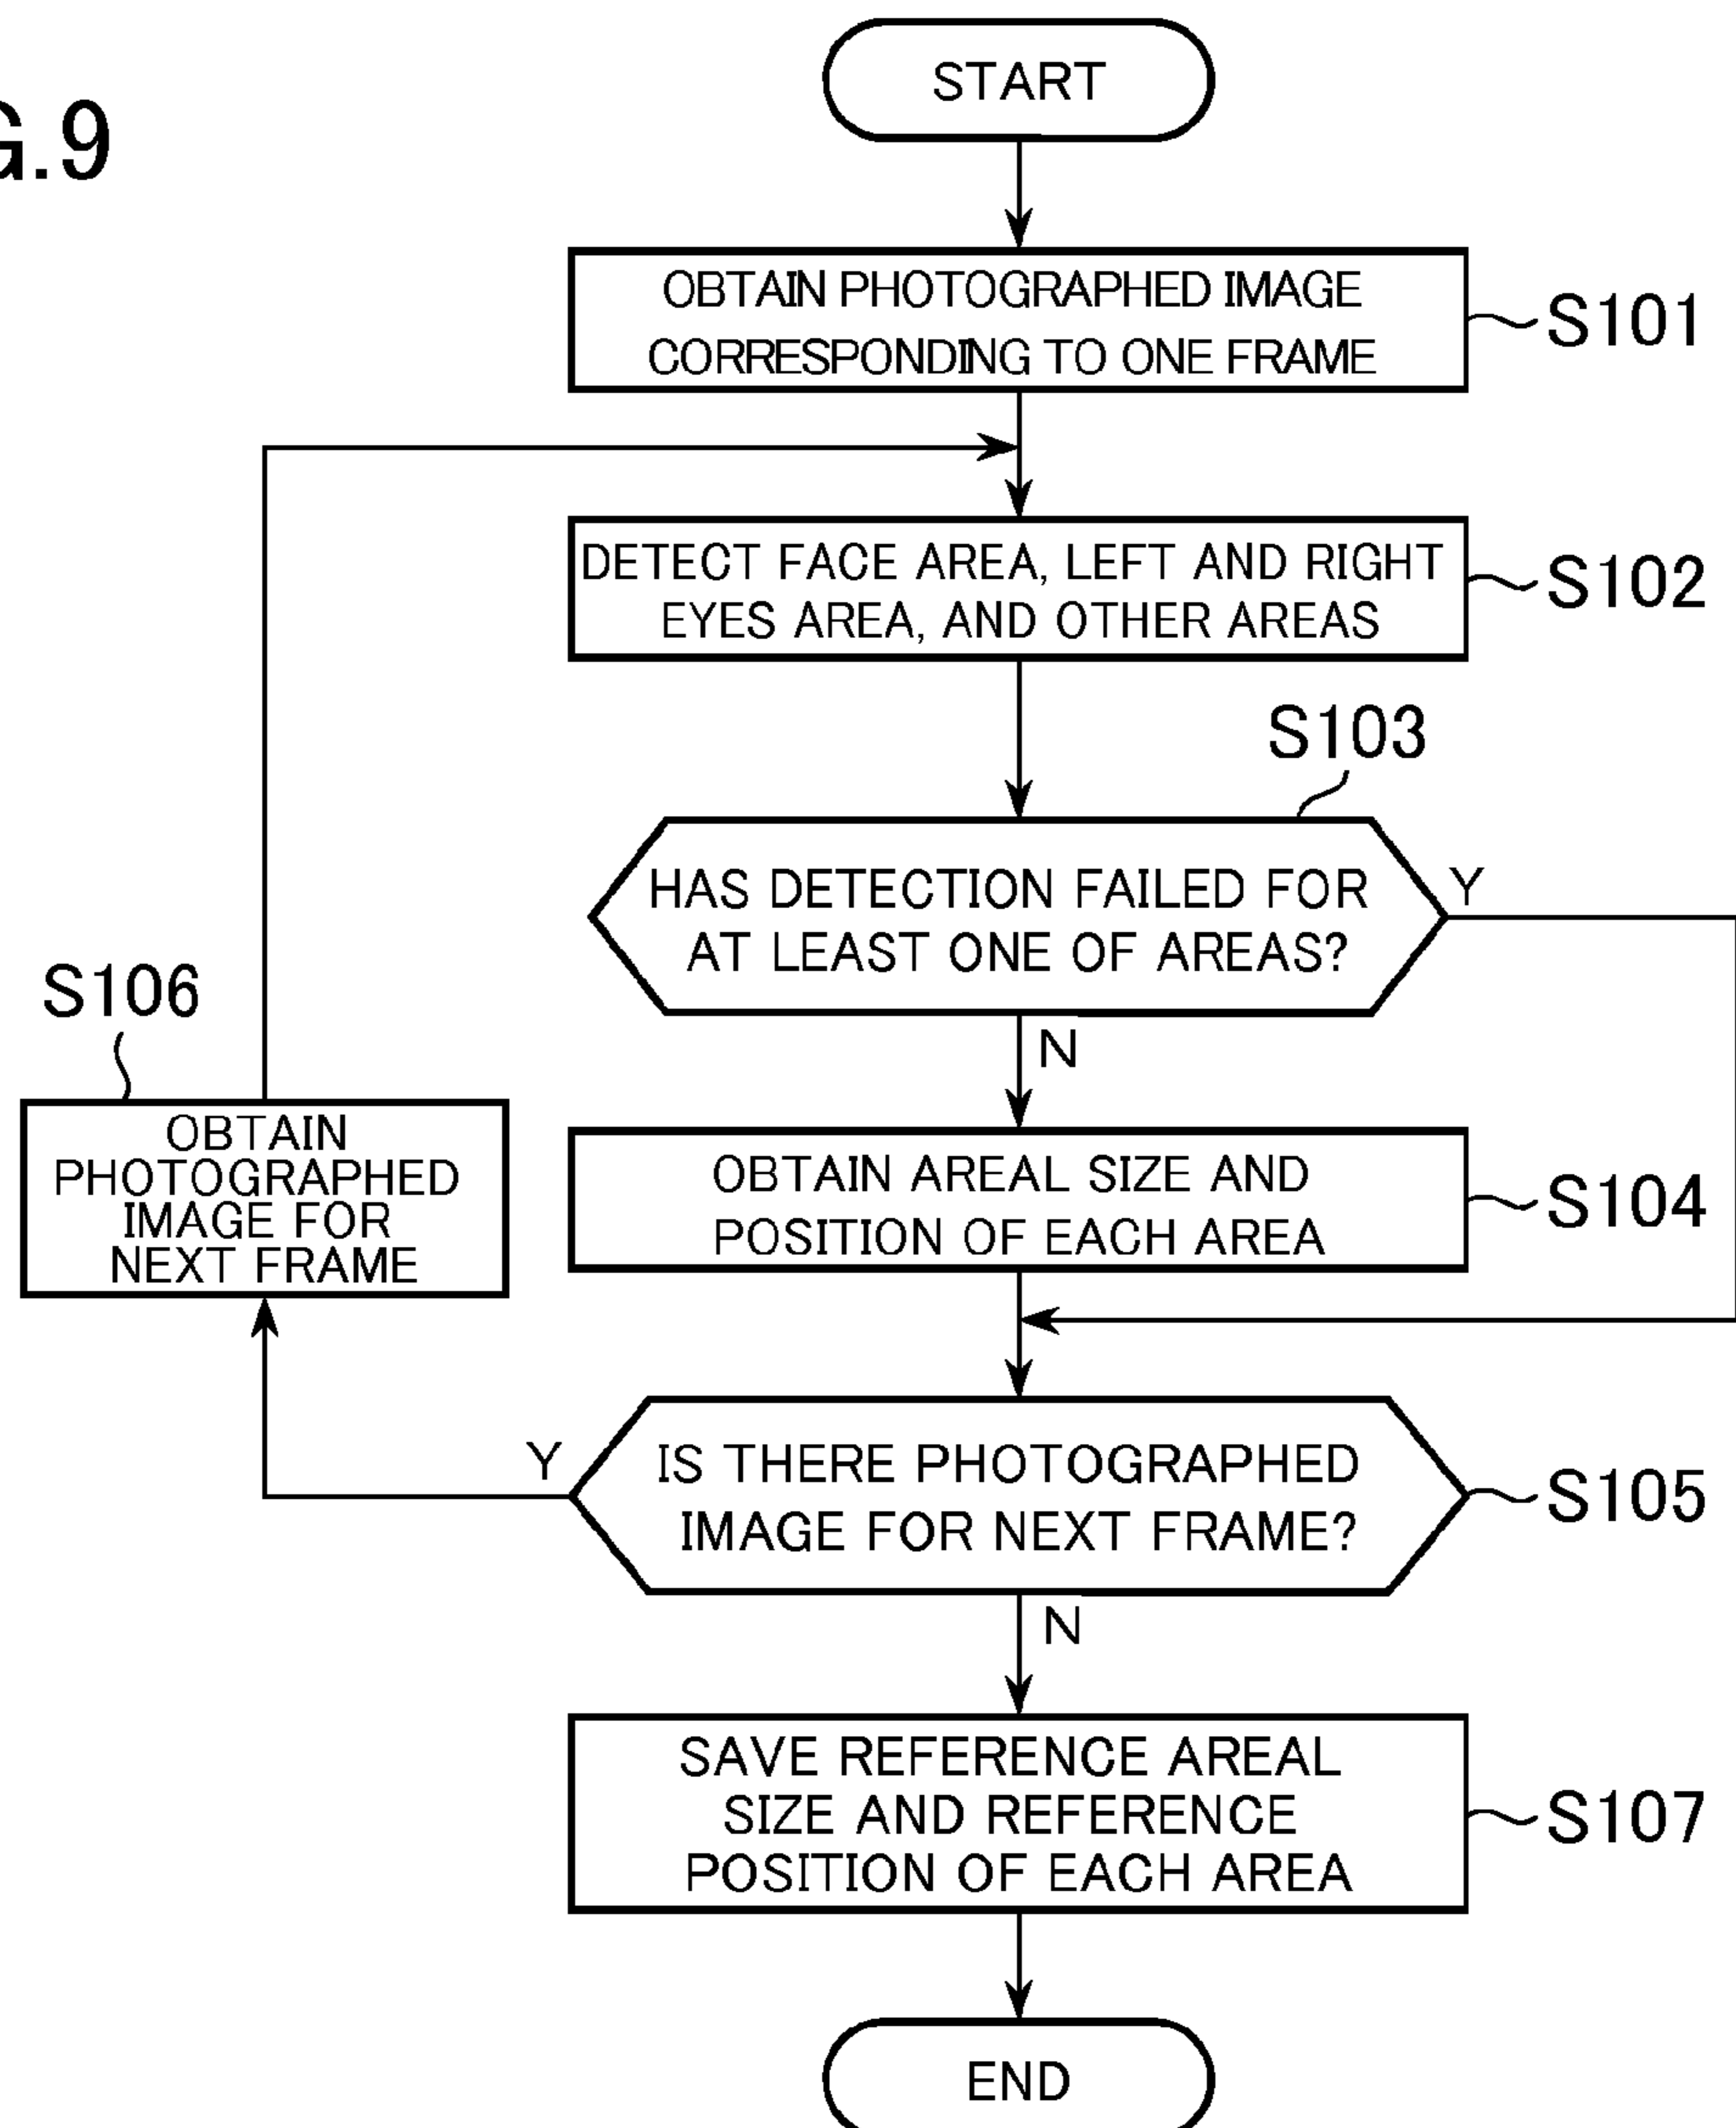 G.9
START
OBTAIN PHOTOGRAPHED IMAGE
CORRESPONDING TO ONE FRAME
S101
DETECT FACE AREA, LEFT AND RIGHT
EYES AREA, AND OTHER AREAS
S102
S103
HAS DETECTION FAILED FOR
AT LEAST ONE OF AREAS?
Y
N
S106
OBTAIN
PHOTOGRAPHED
IMAGE FOR
NEXT FRAME
OBTAIN AREAL SIZE AND
POSITION OF EACH AREA
S104
Y
IS THERE PHOTOGRAPHED
IMAGE FOR NEXT FRAME?
S105
N
SAVE REFERENCE AREAL
SIZE AND REFERENCE
POSITION OF EACH AREA
S107
END